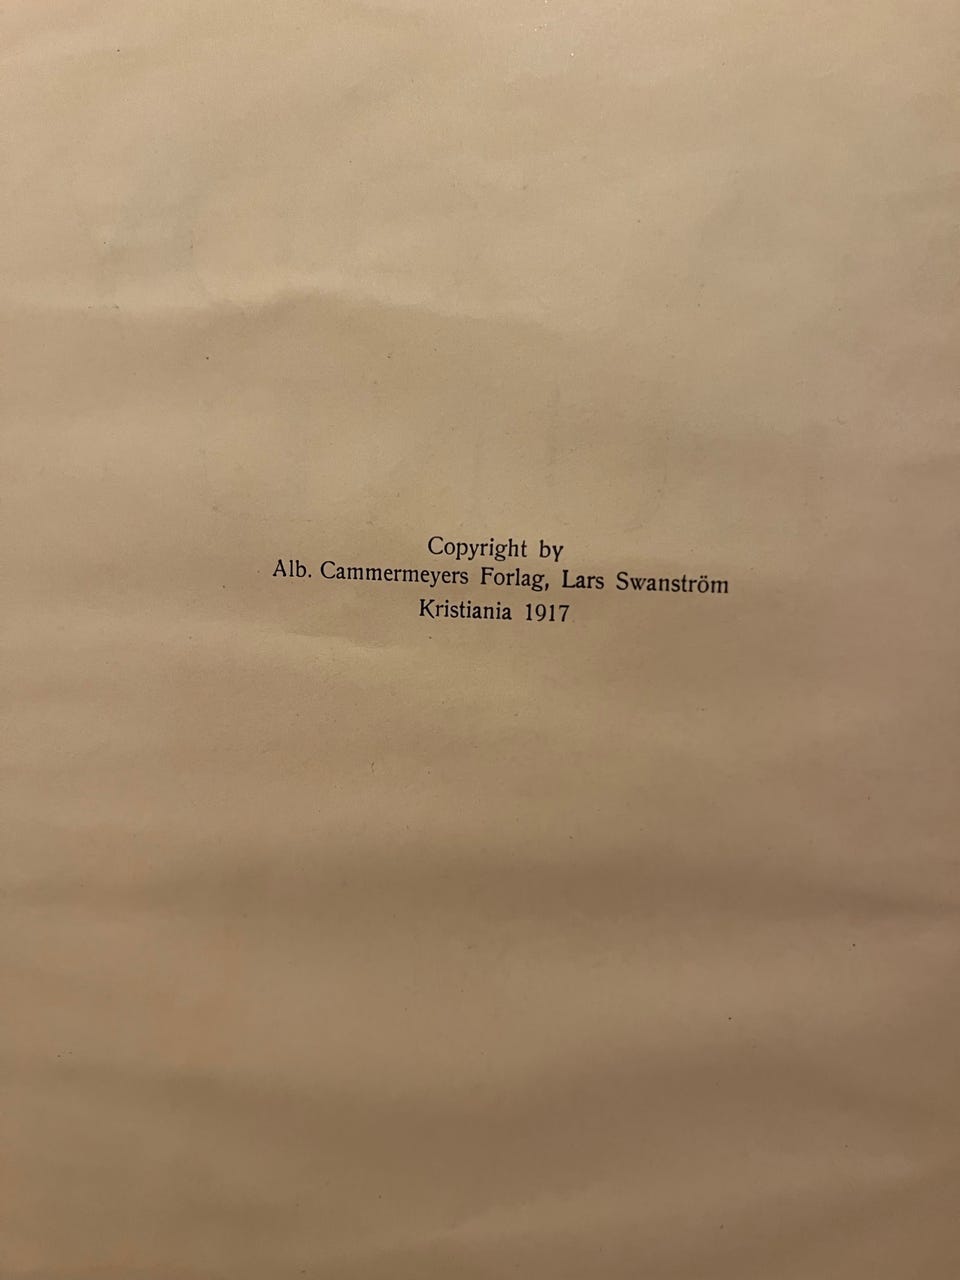 Copyright by
Alb. Cammermeyers Forlag, Lars Swanström
Kristiania 1917